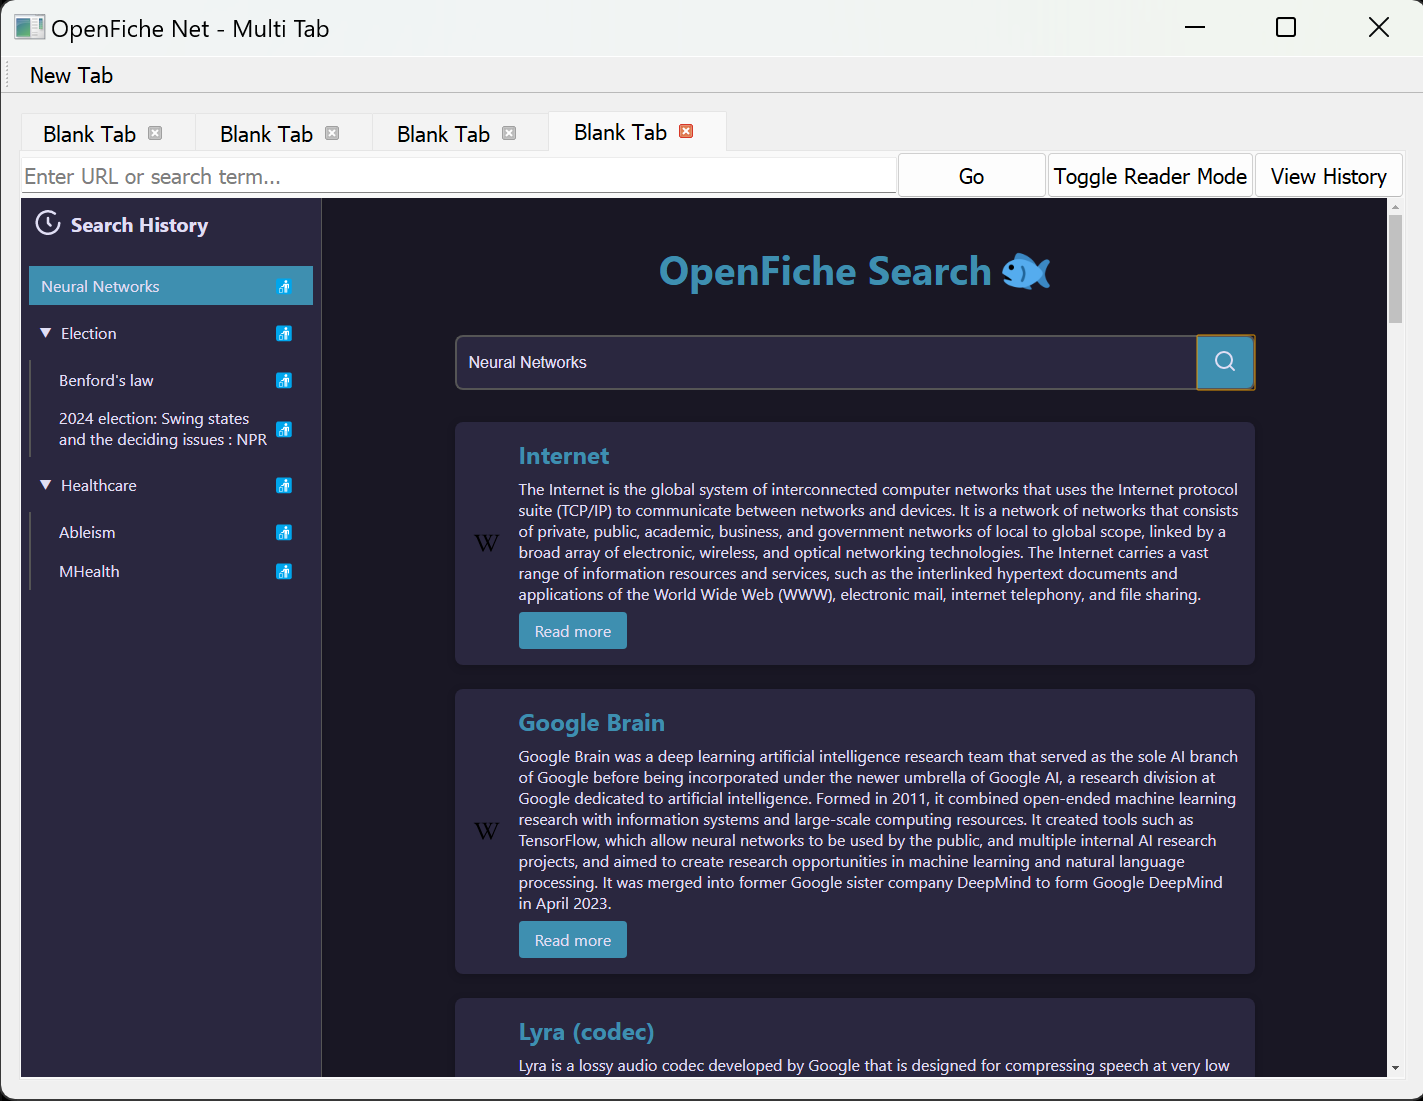 OpenFiche Net - Multi Tab
New Tab
Blank Tab
Blank Tab
Blank Tab
Blank Tab
Enter URL or search term...
Go
Toggle Reader Mode
View History
Search History
Neural Networks
Election
Benford's law
2024 election: Swing states
and the deciding issues : NPR
Healthcare
Ableism
MHealth
OpenFiche Search
Neural Networks
Internet
The Internet is the global system of interconnected computer networks that uses the Internet protocol
suite (TCP/IP) to communicate between networks and devices. It is a network of networks that consists
of private, public, academic, business, and government networks of local to global scope, linked by a
broad array of electronic, wireless, and optical networking technologies. The Internet carries a vast
range of information resources and services, such as the interlinked hypertext documents and
applications of the World Wide Web (WWW), electronic mail, internet telephony, and file sharing.
W
Read more
Google Brain
Google Brain was a deep learning artificial intelligence research team that served as the sole AI branch
of Google before being incorporated under the newer umbrella of Google AI, a research division at
Google dedicated to artificial intelligence. Formed in 2011, it combined open-ended machine learning
research with information systems and large-scale computing resources. It created tools such as
TensorFlow, which allow neural networks to be used by the public, and multiple internal AI research
projects, and aimed to create research opportunities in machine learning and natural language
processing. It was merged into former Google sister company DeepMind to form Google DeepMind
in April 2023.
W
Read more
Lyra (codec)
Lyra is a lossy audio codec developed by Google that is designed for compressing speech at very low